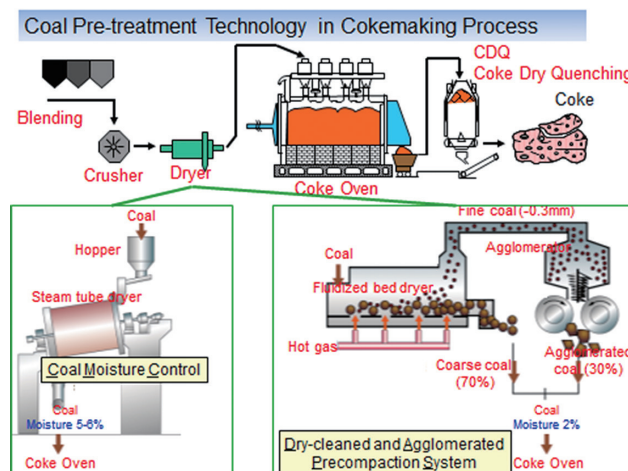 Coal Pre-treatment Technology in Cokemaking Process
CDQ
Coke Dry Quenching
Coke
Blending
Crusher
Dryer
Coke Oven
Coal
Hopper
Steam tube dryer
Coal Moisture Control
Coal
Moisture 5-6%
Coke Oven
Fine coal (-0.3mm)
Agglomerator
Coal
Fluidized bed dryer
Hot gas
Coarse coal
(70%)
Agglomerated
coal (30%)
Coal
Moisture 2%
Dry-cleaned and Agglomerated
Precompaction System
Coke Oven